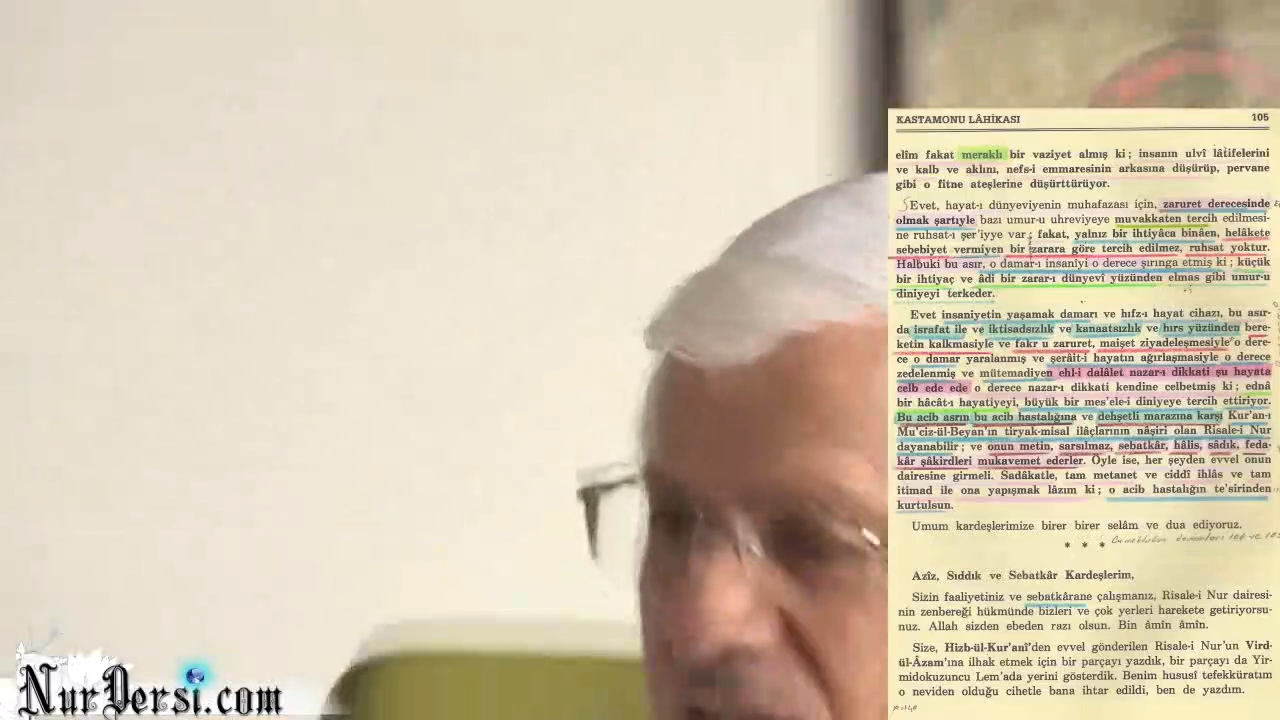 KASTAMONU LÂHİKASI 105
elîm fakat meraklı bir vaziyet almış ki; insanın ulvî lâtifelerini
ve kalb ve aklını, nefs-i emmaresinin arkasına düşürüp, pervane
gibi o fitne ateşlerine düşürttürüyor.
Evet, hayat-ı dünyeviyenin muhafazası için, zaruret derecesinde
olmak şartıyle bazı umur-u uhreviyeye muvakkaten tercih edilmesi-
ne ruhsat-ı şer'iyye var; fakat, yalnız bir ihtiyâca binâen, helâkete
sebebiyet vermiyen bir zarara göre tercih edilmez, ruhsat yoktur.
Halbuki bu asır, o damar-ı insanîyi o derece şırınga etmiş ki; küçük
bir ihtiyaç ve âdi bir zarar-ı dünyevî yüzünden elmas gibi umur-u
diniyeyi terkeder.
Evet insaniyetin yaşamak damarı ve hıfz-ı hayat cihazı, bu asır-
da israfat ile ve iktisadsızlık ve kanaatsızlık ve hırs yüzünden bere-
ketin kalkmasiyle ve fakr u zaruret, maişet ziyadeleşmesiyle o dere-
ce o damar yaralanmış ve şerâit-i hayatın ağırlaşmasiyle o derece
zedelenmiş ve mütemadiyen ehl-i dalâlet nazar-ı dikkati şu hayata
celb ede ede o derece nazar-ı dikkati kendine celbetmiş ki; ednâ
bir hâcât-ı hayatiyeyi, büyük bir mes'ele-i diniyeye tercih ettiriyor.
Bu acib asrın bu acib hastalığına ve dehşetli marazına karşı Kur'an-ı
Mu'ciz-ül-Beyan'ın tiryak-misal ilâçlarının nâşiri olan Risale-i Nur
dayanabilir; ve onun metin, sarsılmaz, sebatkâr, hâlis, sâdık, feda-
kâr şâkirdleri mukavemet ederler. Öyle ise, her şeyden evvel onun
dairesine girmeli. Sadâkatle, tam metanet ve ciddî ihlâs ve tam
itimad ile ona yapışmak lâzım ki; o acib hastalığın te'sirinden
kurtulsun.
Umum kardeşlerimize birer birer selâm ve dua ediyoruz.
* * *
Azîz, Sıddık ve Sebatkâr Kardeşlerim,
Sizin faaliyetiniz ve sebatkârane çalışmanız, Risale-i Nur dairesi-
nin zenbereği hükmünde bizleri ve çok yerleri harekete getiriyorsu-
nuz. Allah sizden ebeden razı olsun. Bin âmîn âmîn.
Size, Hizb-ül-Kur'anî'den evvel gönderilen Risale-i Nur'un Vird-
ül-Âzam'ına ilhak etmek için bir parçayı yazdık, bir parçayı da Yir-
midokuzuncu Lem'ada yerini gösterdik. Benim hususî tefekküratım
o neviden olduğu cihetle bana ihtar edildi, ben de yazdım.
NurDersi.com